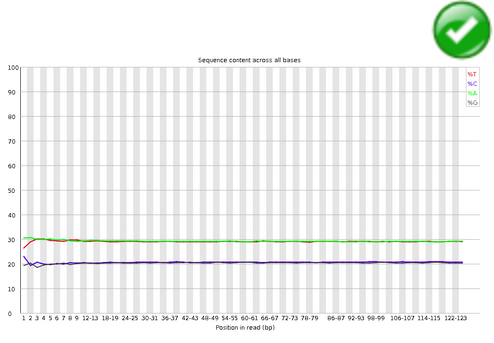 Sequence content across all bases
%T
%C
%A
%G
100
90
80
70
60
50
40
30
20
10
0
1 2 3 4 5 6 7 8 9 12-13 18-19 24-25 30-31 36-37 42-43 48-49 54-55 60-61 66-67 72-73 78-79 86-87 92-93 98-99 106-107 114-115 122-123
Position in read (bp)